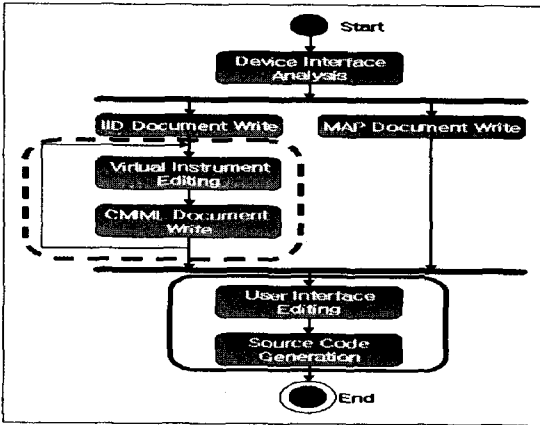 Start
Device Interface
Analysis
IID Document Write
MAP Document Write
Virtual Instrument
Editing
CMIML Document
Write
User Interface
Editing
Source Code
Generation
End